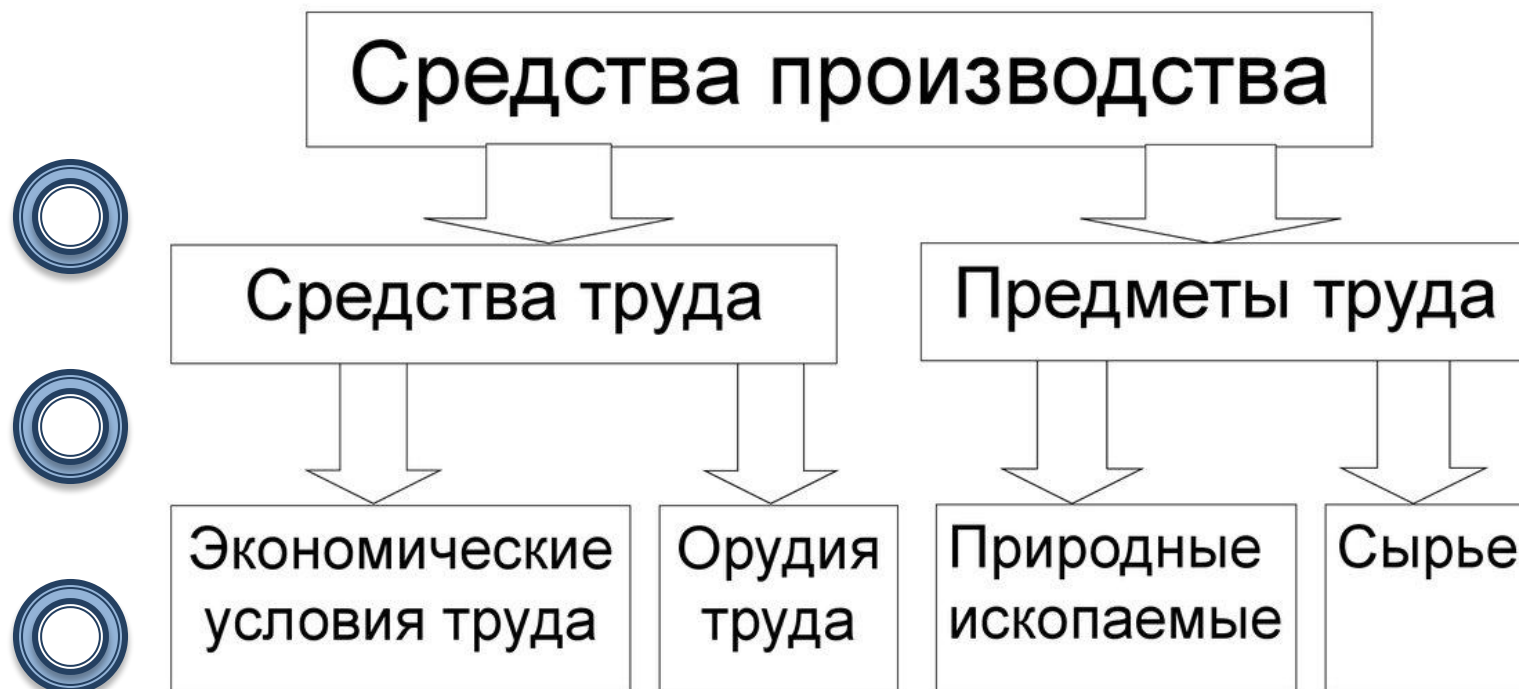 Средства производства
Средства труда
Предметы труда
Экономические
условия труда
Орудия
труда
Природные
ископаемые
Сырье